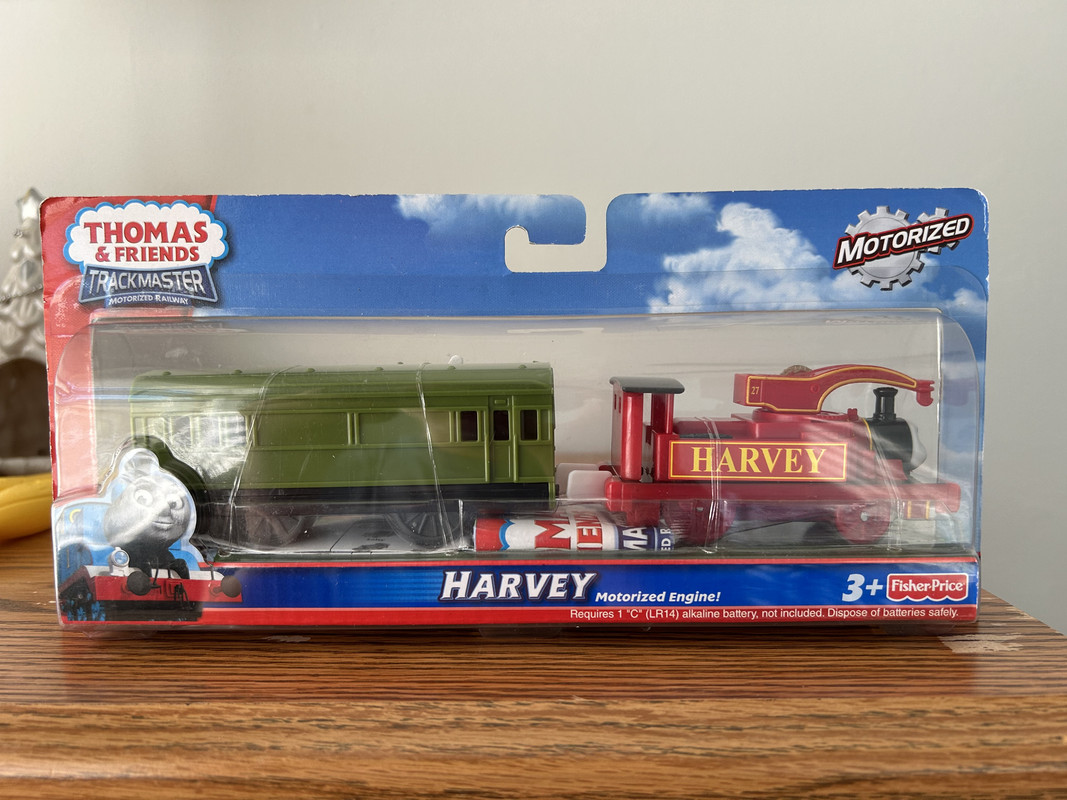 THOMAS
& FRIENDS
TRACKMASTER
MOTORIZED RAILWAY
MOTORIZED
Z7
HARVEY
HARVEY Motorized Engine!
3+ Fisher-Price
Requires 1 "C" (LR14) alkaline battery, not included. Dispose of batteries safely.